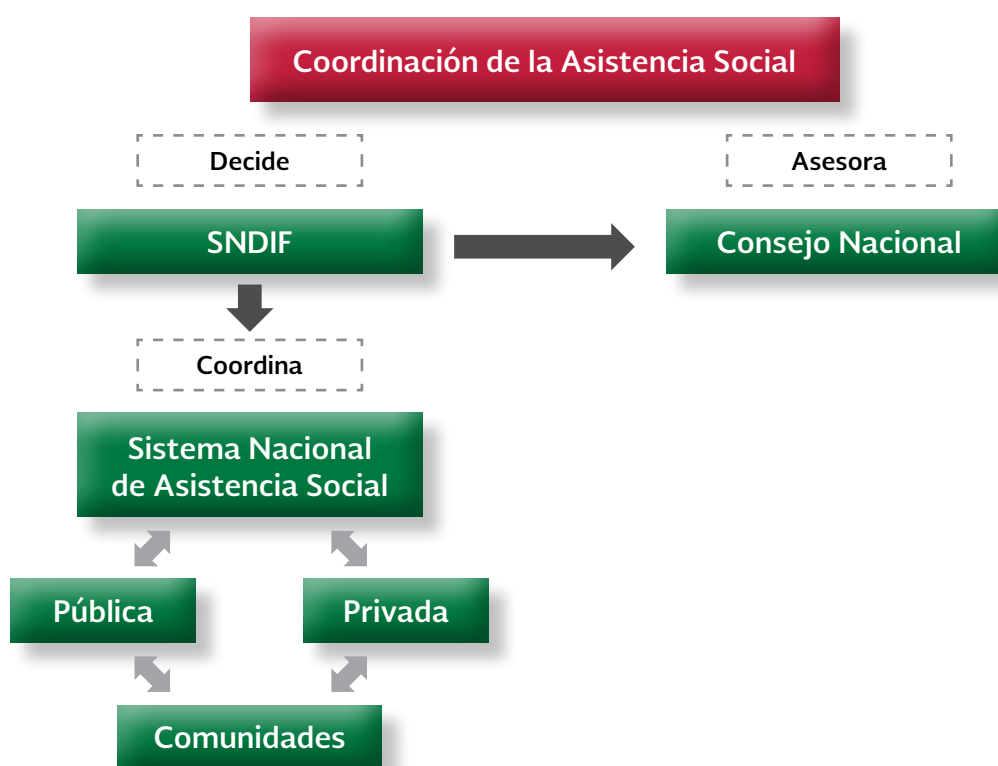 Coordinación de la Asistencia Social
Decide
Asesora
SNDIF
Consejo Nacional
Coordina
Sistema Nacional
de Asistencia Social
Pública
Privada
Comunidades